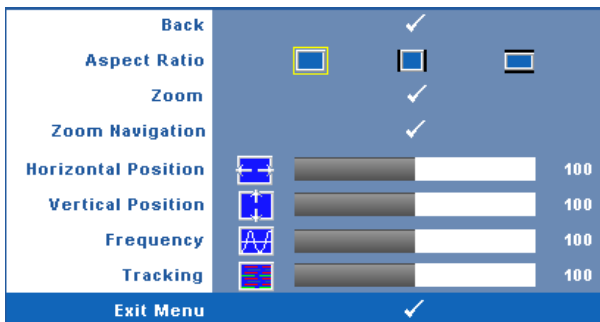 Back
Aspect Ratio
Zoom
Zoom Navigation
Horizontal Position 100
Vertical Position 100
Frequency 100
Tracking 100
Exit Menu